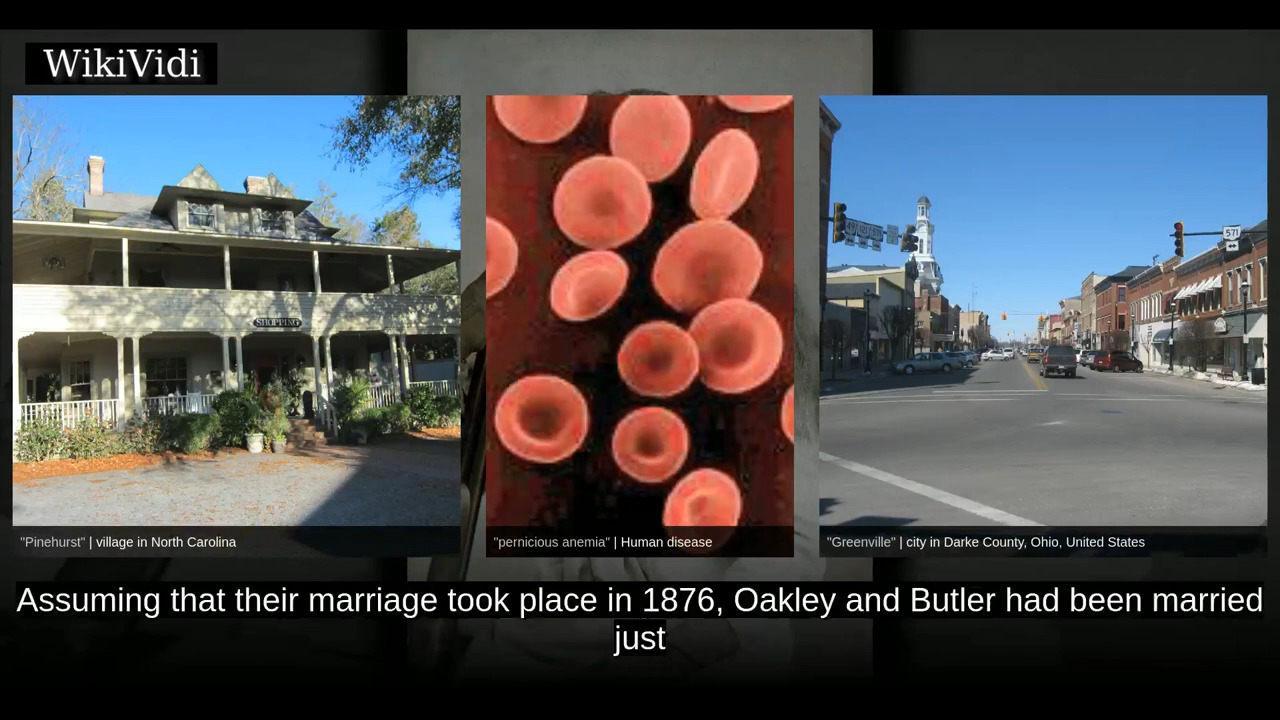 WikiVidi
SHOPPING
571
"Pinehurst" | village in North Carolina
"pernicious anemia" | Human disease
"Greenville" | city in Darke County, Ohio, United States
Assuming that their marriage took place in 1876, Oakley and Butler had been married
just